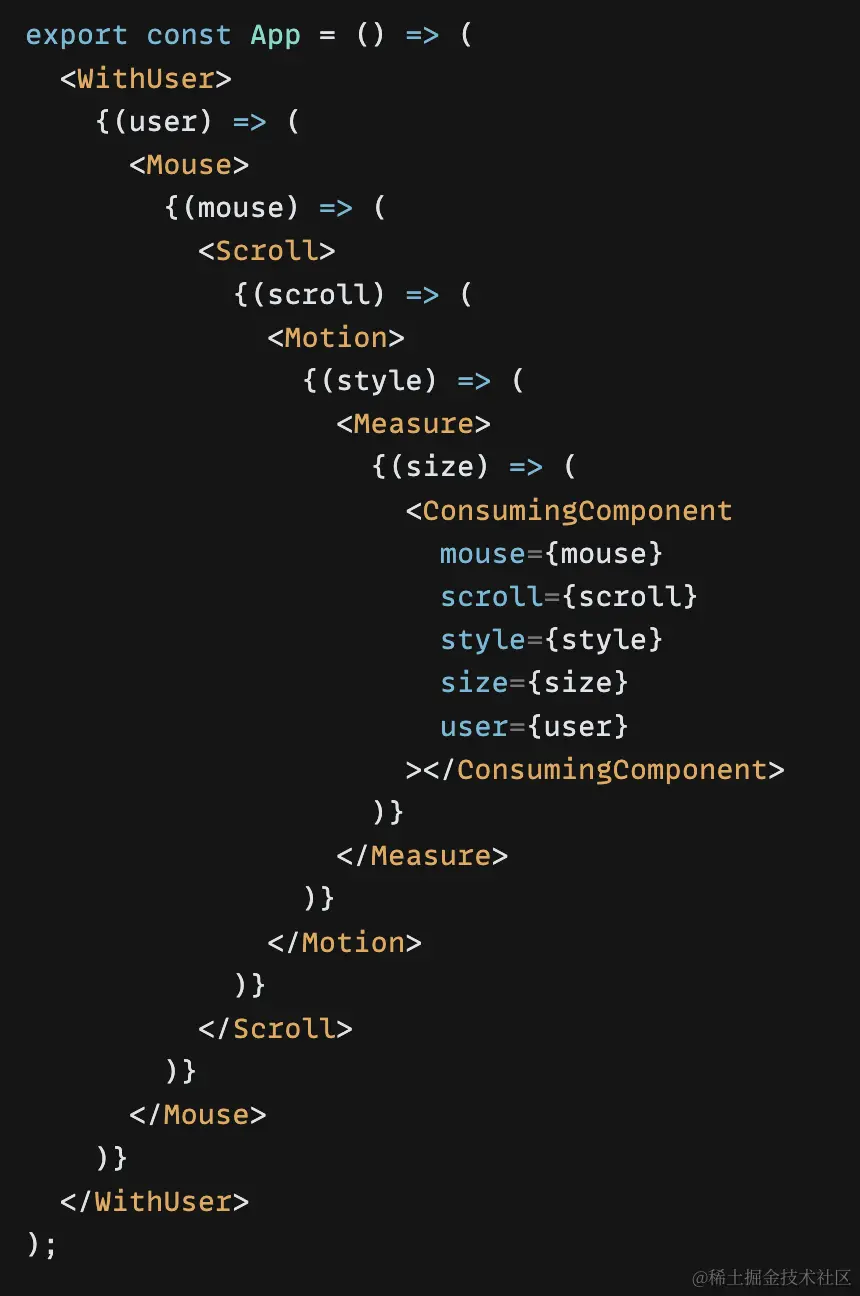 export const App = () => (
  <WithUser>
    {(user) => (
      <Mouse>
        {(mouse) => (
          <Scroll>
            {(scroll) => (
              <Motion>
                {(style) => (
                  <Measure>
                    {(size) => (
                      <ConsumingComponent
                        mouse={mouse}
                        scroll={scroll}
                        style={style}
                        size={size}
                        user={user}
                      ></ConsumingComponent>
                    )}
                  </Measure>
                )}
              </Motion>
            )}
          </Scroll>
        )}
      </Mouse>
    )}
  </WithUser>
);
@稀土掘金技术社区